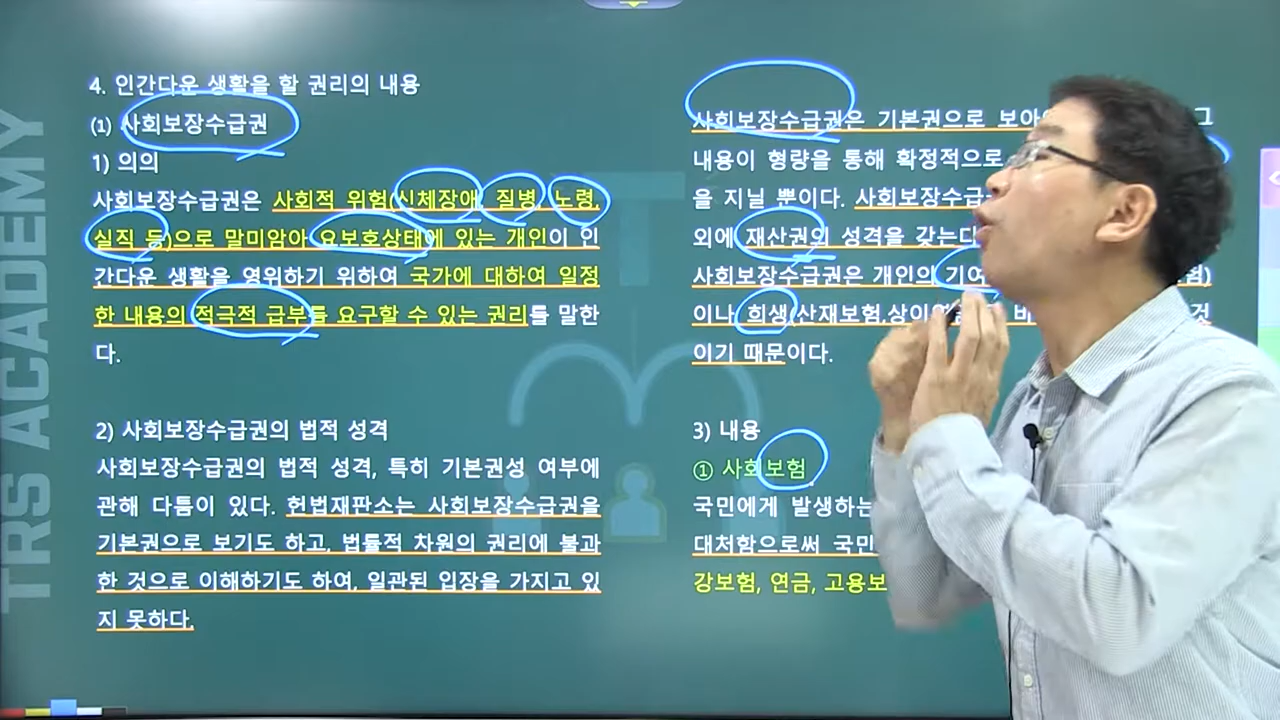 4. 인간다운 생활을 할 권리의 내용
(1) 사회보장수급권
1) 의의
사회보장수급권은 사회적 위험(신체장애, 질병, 노령,
실직 등)으로 말미암아 요보호상태에 있는 개인이 인
간다운 생활을 영위하기 위하여 국가에 대하여 일정
한 내용의 적극적 급부를 요구할 수 있는 권리를 말한
다.
2) 사회보장수급권의 법적 성격
사회보장수급권의 법적 성격, 특히 기본권성 여부에
관해 다툼이 있다. 헌법재판소는 사회보장수급권을
기본권으로 보기도 하고, 법률적 차원의 권리에 불과
한 것으로 이해하기도 하여, 일관된 입장을 가지고 있
지 못하다.
사회보장수급권은 기본권으로 그
내용이 형량을 통해 확정적으로
을 지닐 뿐이다.
외에 재산권의 성격을 갖는다
사회보장수급권은 개인의 험)
이나 희생(산재보험, 것
이기 때문이다.
3) 내용
① 사회보험
국민에게 발생하는
대처함으로써 국민
강보험, 연금, 고용보
TRS ACADEMY